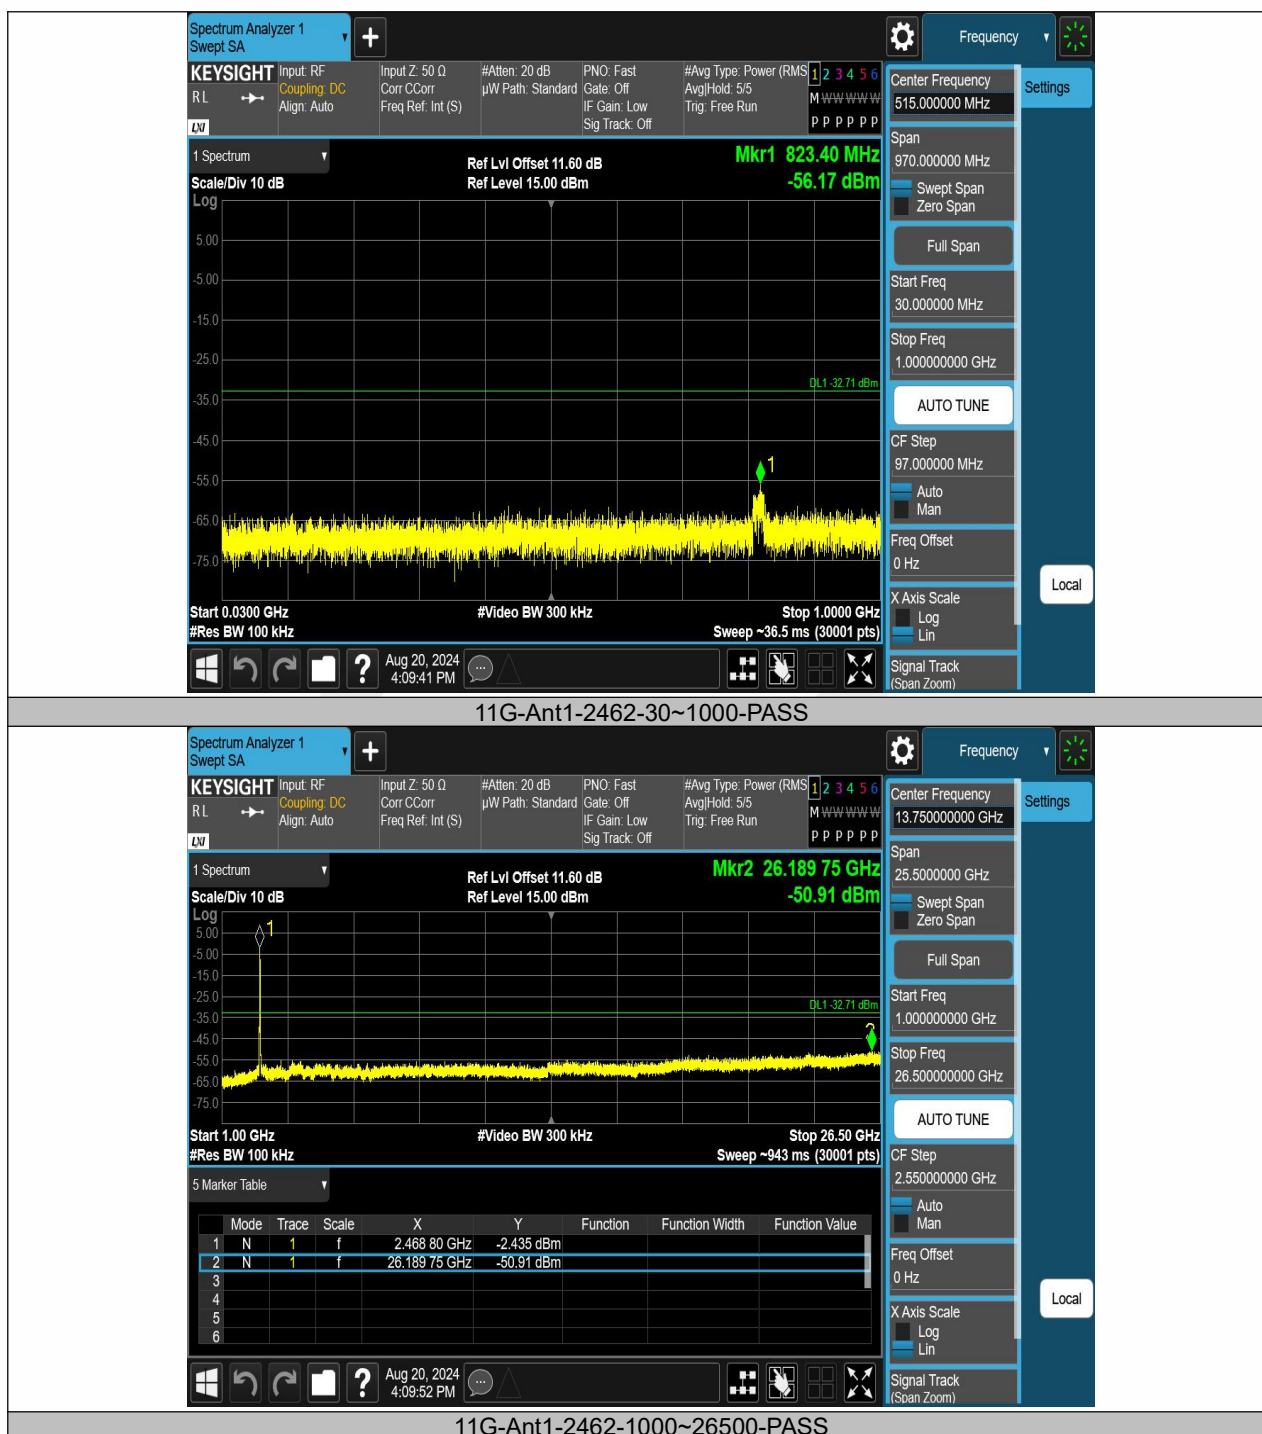 Spectrum Analyzer 1
Swept SA
+
Frequency
KEYSIGHT
R L
LXI
Input: RF
Coupling: DC
Align: Auto
Input Z: 50 Ω
Corr CCorr
Freq Ref: Int (S)
#Atten: 20 dB
µW Path: Standard
PNO: Fast
Gate: Off
IF Gain: Low
Sig Track: Off
#Avg Type: Power (RMS
Avg|Hold: 5/5
Trig: Free Run
1 2 3 4 5 6
M W W W W W
P P P P P P
Center Frequency
515.000000 MHz
Settings
Span
970.000000 MHz
Swept Span
Zero Span
Full Span
Start Freq
30.000000 MHz
Stop Freq
1.000000000 GHz
AUTO TUNE
CF Step
97.000000 MHz
Auto
Man
Freq Offset
0 Hz
X Axis Scale
Log
Lin
Signal Track
(Span Zoom)
Local
1 Spectrum
Scale/Div 10 dB
Log
Ref Lvl Offset 11.60 dB
Ref Level 15.00 dBm
Mkr1 823.40 MHz
-56.17 dBm
5.00
-5.00
-15.0
-25.0
DL1 -32.71 dBm
-35.0
-45.0
1
-55.0
-65.0
-75.0
Start 0.0300 GHz
#Video BW 300 kHz
Stop 1.0000 GHz
#Res BW 100 kHz
Sweep ~36.5 ms (30001 pts)
?
Aug 20, 2024
4:09:41 PM
11G-Ant1-2462-30~1000-PASS
Spectrum Analyzer 1
Swept SA
+
Frequency
KEYSIGHT
R L
LXI
Input: RF
Coupling: DC
Align: Auto
Input Z: 50 Ω
Corr CCorr
Freq Ref: Int (S)
#Atten: 20 dB
µW Path: Standard
PNO: Fast
Gate: Off
IF Gain: Low
Sig Track: Off
#Avg Type: Power (RMS
Avg|Hold: 5/5
Trig: Free Run
1 2 3 4 5 6
M W W W W W
P P P P P P
Center Frequency
13.750000000 GHz
Settings
Span
25.5000000 GHz
Swept Span
Zero Span
Full Span
Start Freq
1.000000000 GHz
Stop Freq
26.500000000 GHz
AUTO TUNE
CF Step
2.550000000 GHz
Auto
Man
Freq Offset
0 Hz
X Axis Scale
Log
Lin
Signal Track
(Span Zoom)
Local
1 Spectrum
Scale/Div 10 dB
Log
Ref Lvl Offset 11.60 dB
Ref Level 15.00 dBm
Mkr2 26.189 75 GHz
-50.91 dBm
1
5.00
-5.00
-15.0
-25.0
DL1 -32.71 dBm
-35.0
2
-45.0
-55.0
-65.0
-75.0
Start 1.00 GHz
#Video BW 300 kHz
Stop 26.50 GHz
#Res BW 100 kHz
Sweep ~943 ms (30001 pts)
5 Marker Table
Mode Trace Scale X Y Function Function Width Function Value
1 N 1 f 2.468 80 GHz -2.435 dBm
2 N 1 f 26.189 75 GHz -50.91 dBm
3
4
5
6
?
Aug 20, 2024
4:09:52 PM
11G-Ant1-2462-1000~26500-PASS